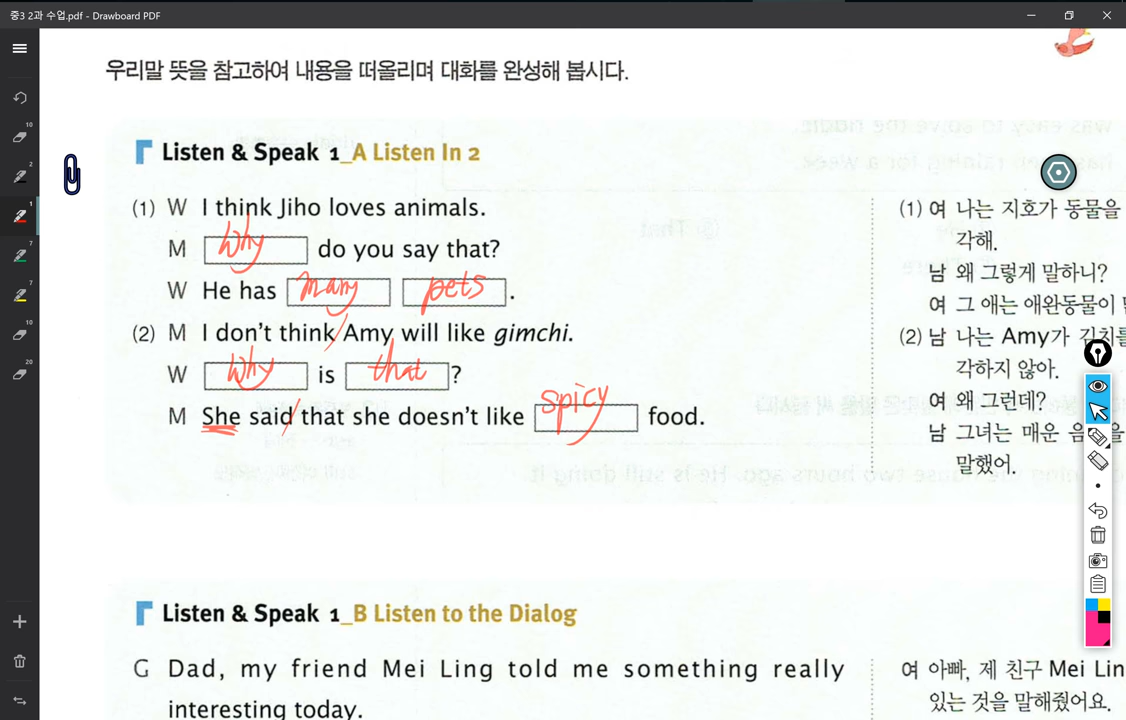 중3 2과 수업.pdf - Drawboard PDF
우리말 뜻을 참고하여 내용을 떠올리며 대화를 완성해 봅시다.
Listen & Speak 1_A Listen In 2
(1) W I think Jiho loves animals.
M Why do you say that?
W He has many pets.
(2) M I don't think Amy will like gimchi.
W Why is that?
M She said that she doesn't like spicy food.
(1) 여 나는 지호가 동물을
각해.
남 왜 그렇게 말하니?
여 그 애는 애완동물이
(2) 남 나는 Amy가 김치를
각하지 않아.
여 왜 그런데?
남 그녀는 매운 음 을
말했어.
Listen & Speak 1_B Listen to the Dialog
G Dad, my friend Mei Ling told me something really
interesting today.
여 아빠, 제 친구 Mei Lin
있는 것을 말해줬어요.
10
2
1
7
7
10
20